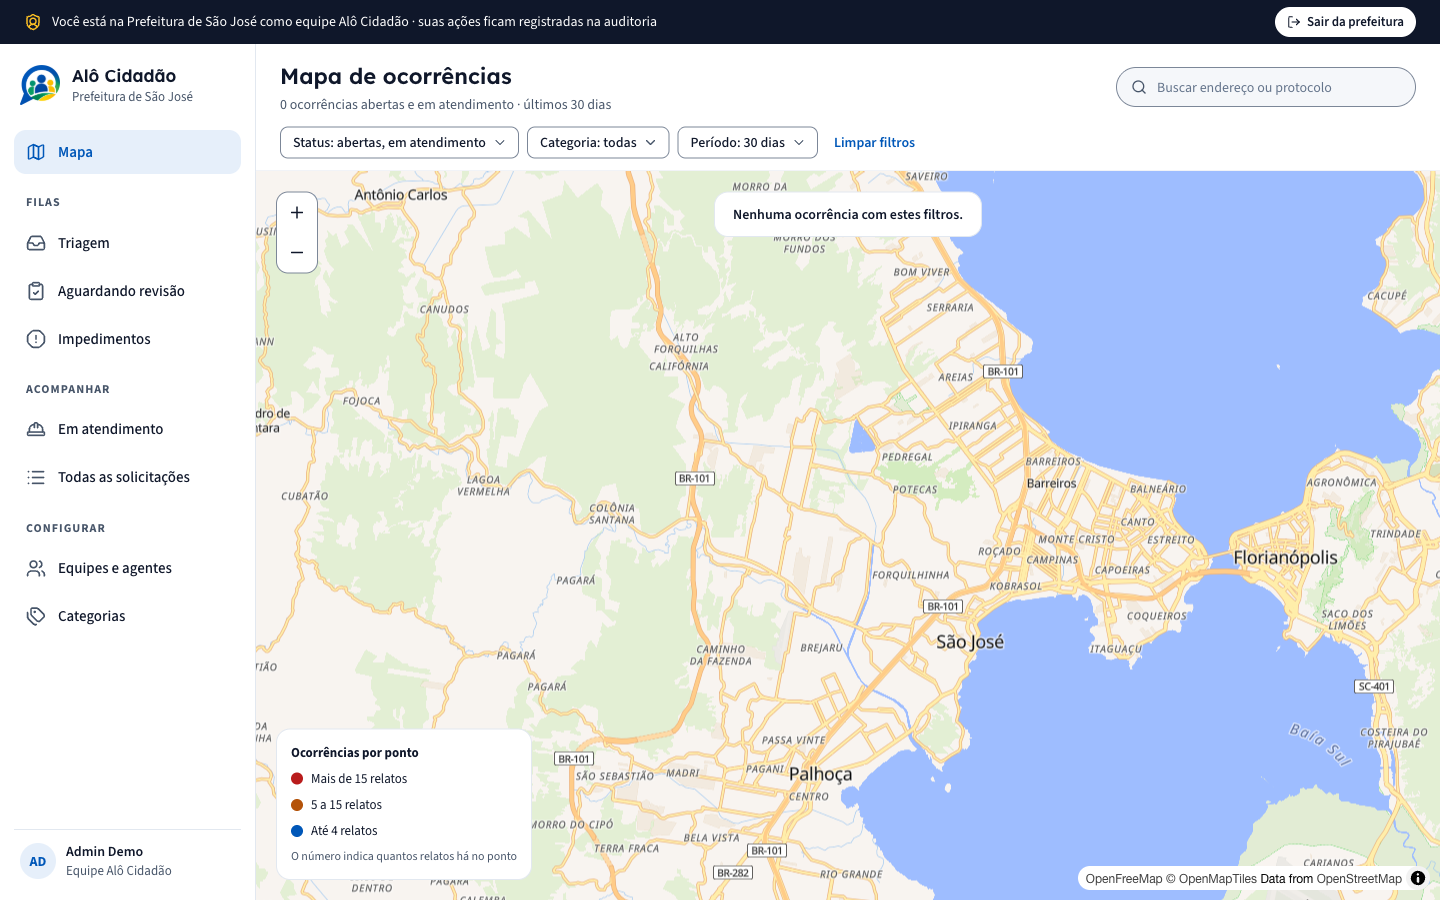 Você está na Prefeitura de São José como equipe Alô Cidadão · suas ações ficam registradas na auditoria
Sair da prefeitura
Alô Cidadão
Prefeitura de São José
Mapa
FILAS
Triagem
Aguardando revisão
Impedimentos
ACOMPANHAR
Em atendimento
Todas as solicitações
CONFIGURAR
Equipes e agentes
Categorias
AD
Admin Demo
Equipe Alô Cidadão
Mapa de ocorrências
0 ocorrências abertas e em atendimento · últimos 30 dias
Buscar endereço ou protocolo
Status: abertas, em atendimento
Categoria: todas
Período: 30 dias
Limpar filtros
+
−
Nenhuma ocorrência com estes filtros.
Antônio Carlos
MORRO DA
SAVEIRO
MORRO DOS
FUNDOS
BOM VIVER
CACUPÉ
SERRARIA
CANUDOS
ALTO
FORQUILHAS
CALIFÓRNIA
BR-101
AREIAS
FOJOCA
dro de
IPIRANGA
PEDREGAL
BARREIROS
BR-101
LAGOA
VERMELHA
POTECAS
Barreiros
BALNEÁRIO
AGRONÔMICA
CUBATÃO
COLÔNIA
SANTANA
CANTO
MONTE CRISTO
ESTREITO
TRINDADE
ROÇADO
CAMPINAS
CAPOEIRAS
Florianópolis
PAGARÁ
FORQUILHINHA
KOBRASOL
BR-101
COQUEIROS
SACO DOS
LIMÕES
São José
ITAGUAÇU
CAMINHO
DA FAZENDA
BREJARU
PAGARÁ
PAGARÁ
SC-401
Baía Sul
COSTEIRA DO
PIRAJUBAÉ
PASSA VINTE
BR-101
SÃO SEBASTIÃO
MADRI
PAGANI
Palhoça
CENTRO
MORRO DO CIPÓ
BELA VISTA
TERRA FRACA
BR-101
BR-282
RIO GRANDE
CARIANOS
DENTRO
PAGARÁ
Ocorrências por ponto
Mais de 15 relatos
5 a 15 relatos
Até 4 relatos
O número indica quantos relatos há no ponto
OpenFreeMap © OpenMapTiles Data from OpenStreetMap